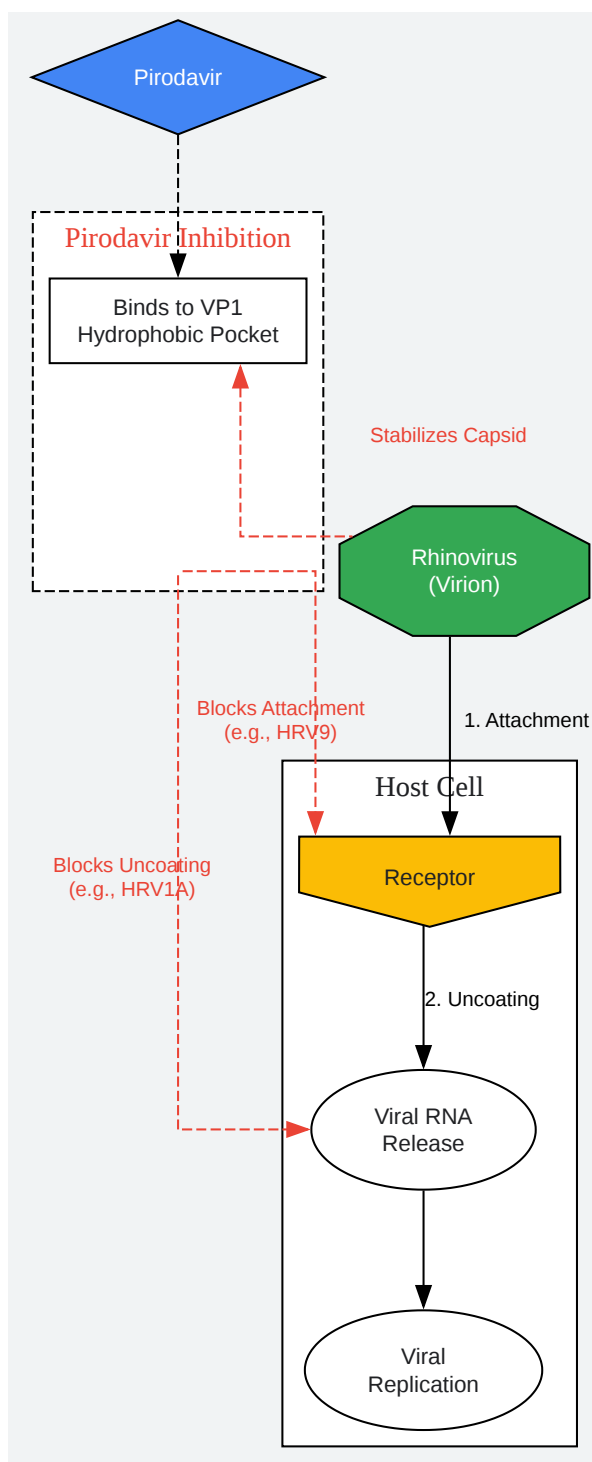 Pirodavir
Pirodavir Inhibition
Binds to VP1
Hydrophobic Pocket
Stabilizes Capsid
Rhinovirus
(Virion)
Blocks Attachment
(e.g., HRV9)
1. Attachment
Host Cell
Blocks Uncoating
(e.g., HRV1A)
Receptor
2. Uncoating
Viral RNA
Release
Viral
Replication